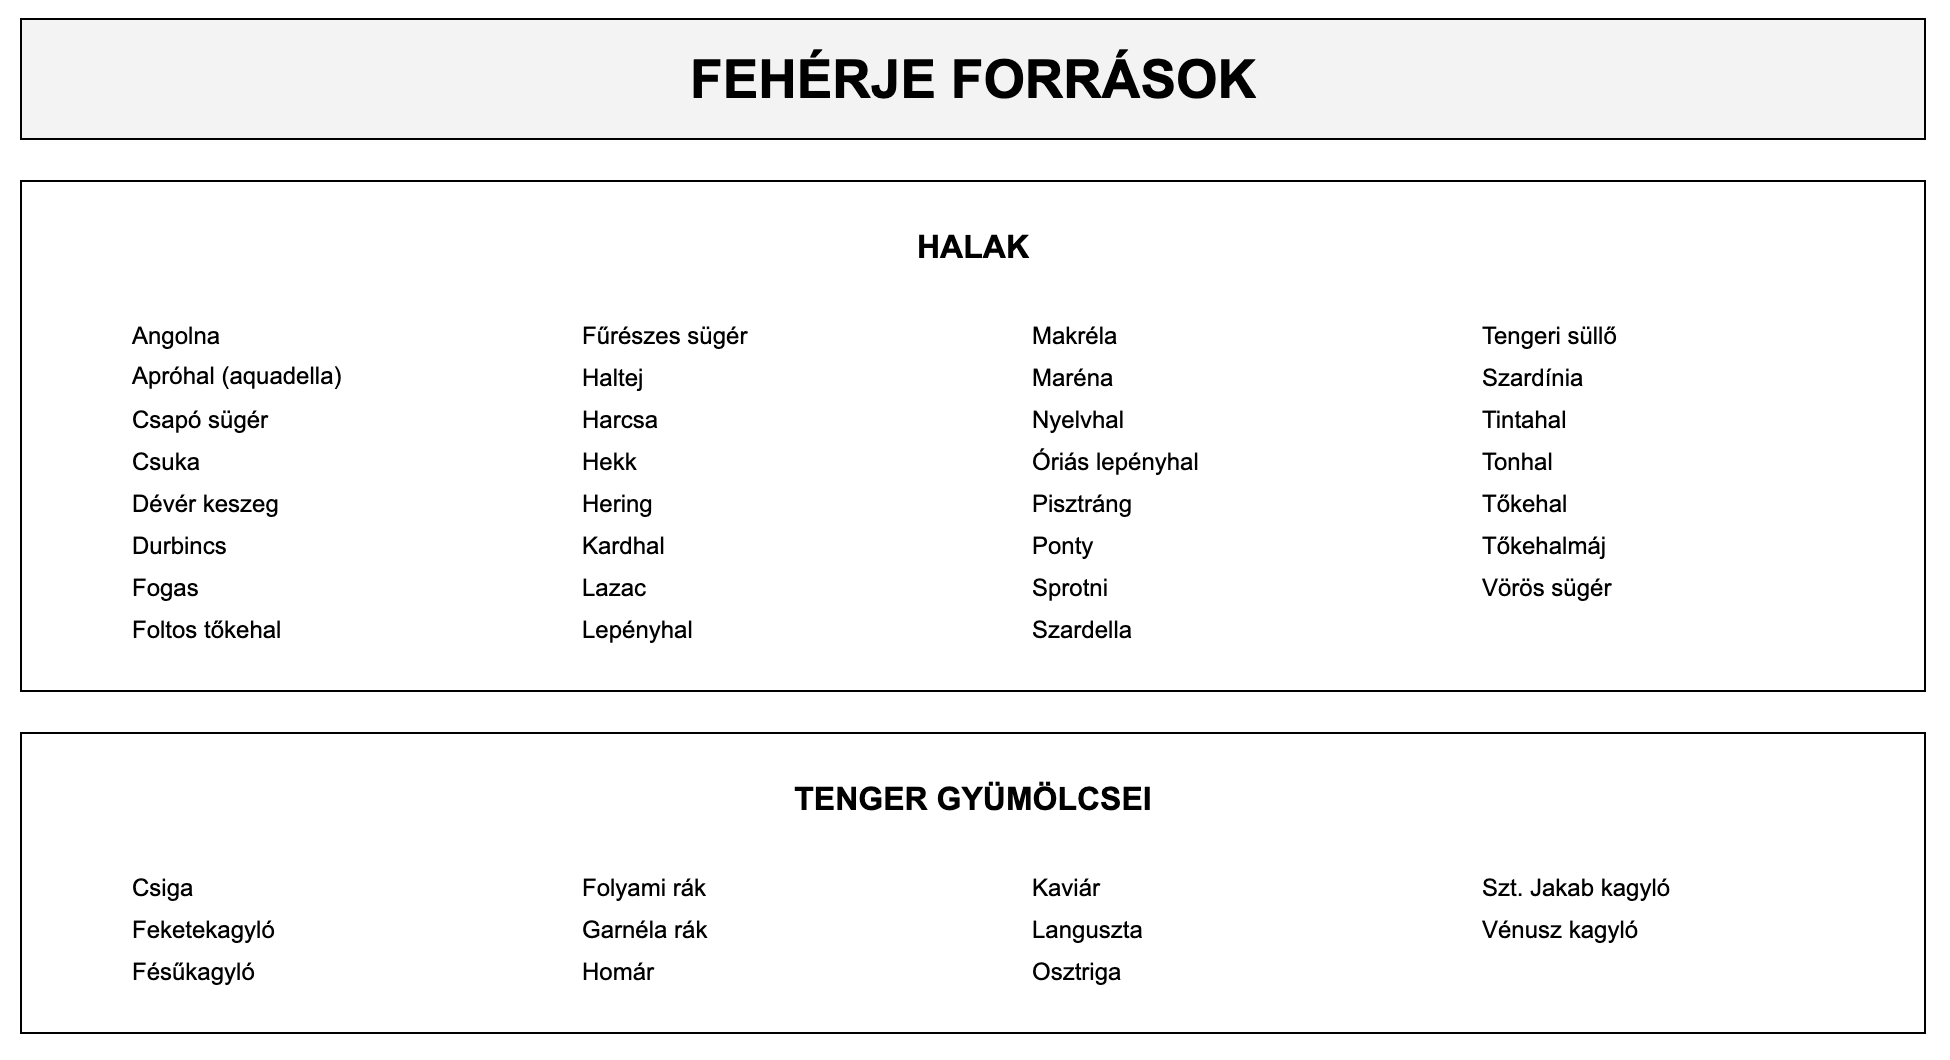 FEHÉRJE FORRÁSOK
HALAK
Angolna
Apróhal (aquadella)
Csapó sügér
Csuka
Dévér keszeg
Durbincs
Fogas
Foltos tőkehal
Fűrészes sügér
Haltej
Harcsa
Hekk
Hering
Kardhal
Lazac
Lepényhal
Makréla
Maréna
Nyelvhal
Óriás lepényhal
Pisztráng
Ponty
Sprotni
Szardella
Tengeri süllő
Szardínia
Tintahal
Tonhal
Tőkehal
Tőkehalmáj
Vörös sügér
TENGER GYÜMÖLCSEI
Csiga
Feketekagyló
Fésűkagyló
Folyami rák
Garnéla rák
Homár
Kaviár
Languszta
Osztriga
Szt. Jakab kagyló
Vénusz kagyló